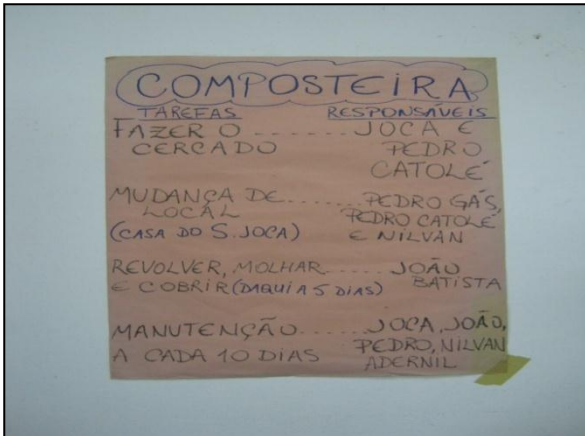 COMPOSTEIRA
TAREFAS RESPONSÁVEIS
FAZER O ........ JOCA E
CERCADO PEDRO
CATOLÉ
MUDANÇA DE ..... PEDRO GÁS,
LOCAL PEDRO CATOLÉ
(CASA DO S. JOCA) E NILVAN
REVOLVER, MOLHAR ..... JOÃO
E COBRIR (DAQUI A 5 DIAS) BATISTA
MANUTENÇÃO ....... JOCA, JOÃO,
A CADA 10 DIAS PEDRO, NILVAN
ADERNIL